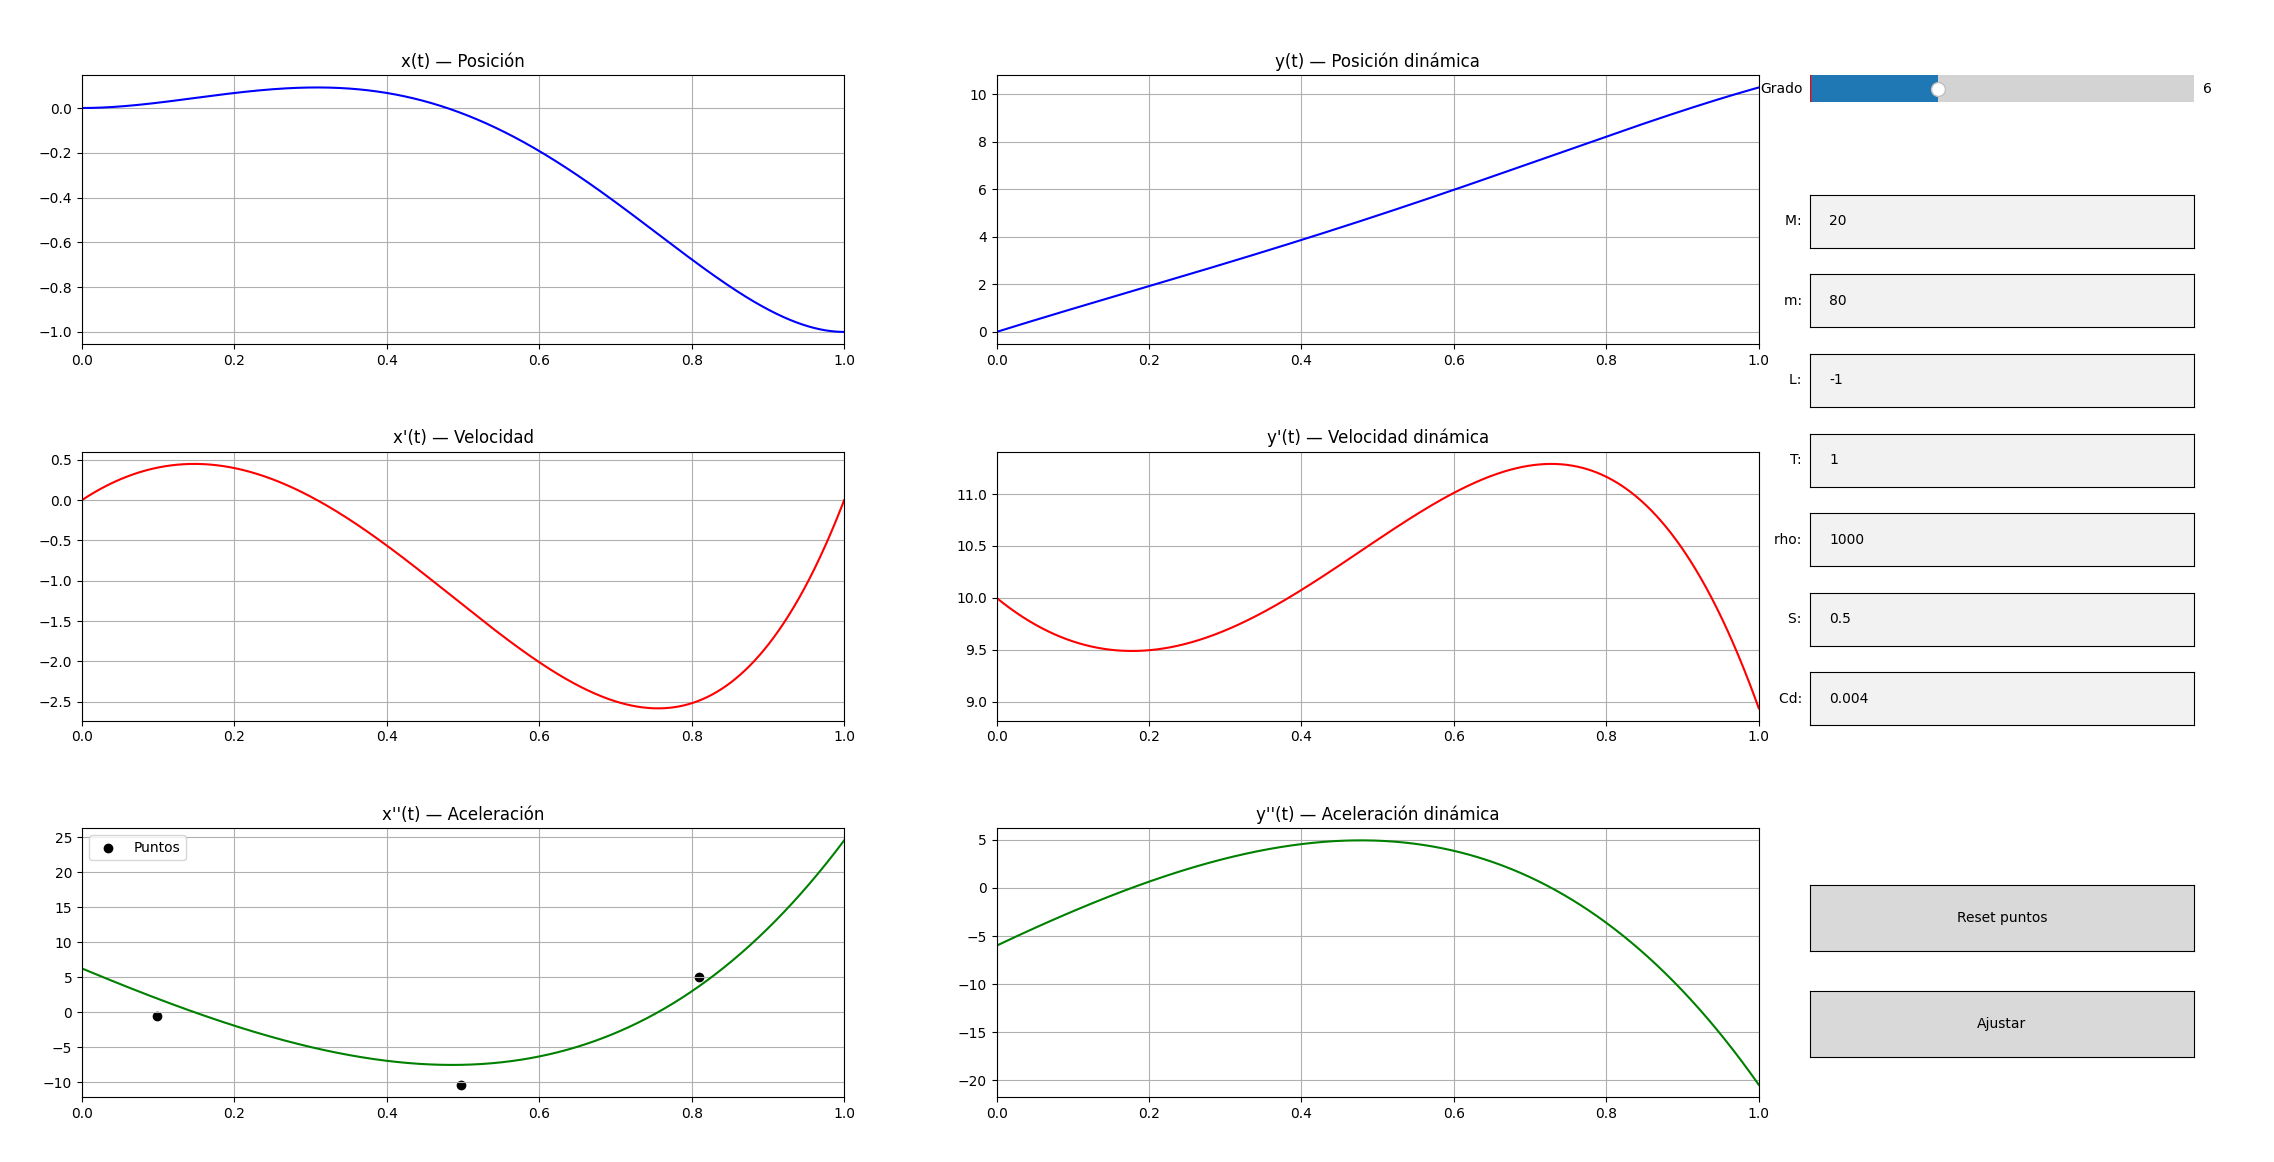 x(t) — Posición
0.0
−0.2
−0.4
−0.6
−0.8
−1.0
0.0 0.2 0.4 0.6 0.8 1.0
y(t) — Posición dinámica
10
8
6
4
2
0
0.0 0.2 0.4 0.6 0.8 1.0
x'(t) — Velocidad
0.5
0.0
−0.5
−1.0
−1.5
−2.0
−2.5
0.0 0.2 0.4 0.6 0.8 1.0
y'(t) — Velocidad dinámica
11.0
10.5
10.0
9.5
9.0
0.0 0.2 0.4 0.6 0.8 1.0
x''(t) — Aceleración
Puntos
25
20
15
10
5
0
−5
−10
0.0 0.2 0.4 0.6 0.8 1.0
y''(t) — Aceleración dinámica
5
0
−5
−10
−15
−20
0.0 0.2 0.4 0.6 0.8 1.0
Grado 6
M: 20
m: 80
L: -1
T: 1
rho: 1000
S: 0.5
Cd: 0.004
Reset puntos
Ajustar